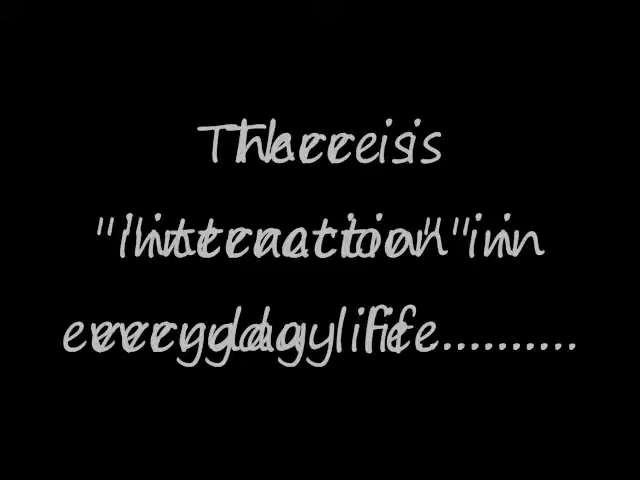 There is
"Interaction" in
everyday life..........